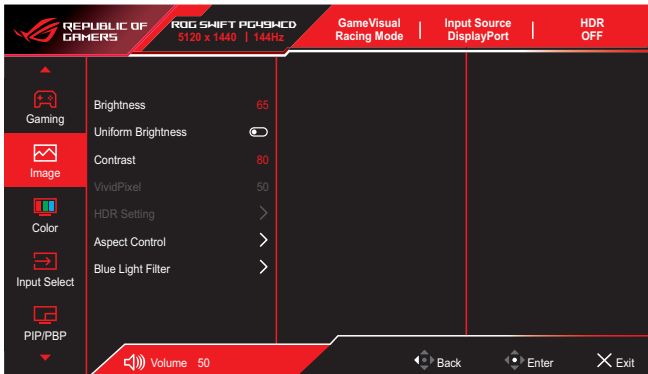 REPUBLIC OF
GAMERS
ROG SWIFT PG49WCD
5120 x 1440 | 144Hz
GameVisual
Racing Mode
Input Source
DisplayPort
HDR
OFF
Gaming
Image
Color
Input Select
PIP/PBP
Brightness 65
Uniform Brightness
Contrast 80
VividPixel 50
HDR Setting
Aspect Control
Blue Light Filter
Volume 50
Back
Enter
Exit